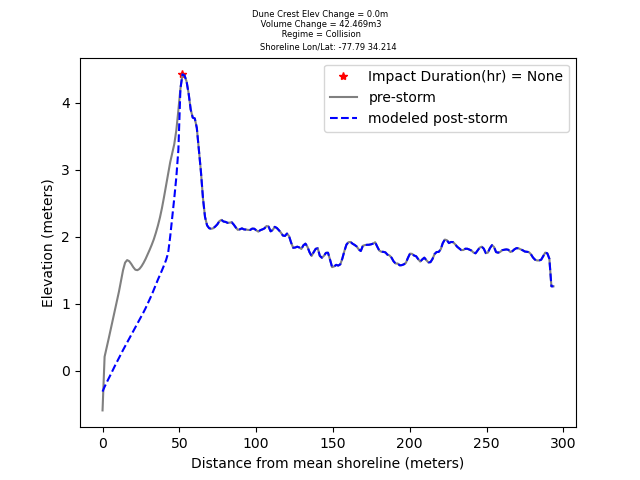 Dune Crest Elev Change = 0.0m
Volume Change = 42.469m3
Regime = Collision
Shoreline Lon/Lat: -77.79 34.214
Impact Duration(hr) = None
pre-storm
modeled post-storm
Elevation (meters)
4
3
2
1
0
0 50 100 150 200 250 300
Distance from mean shoreline (meters)